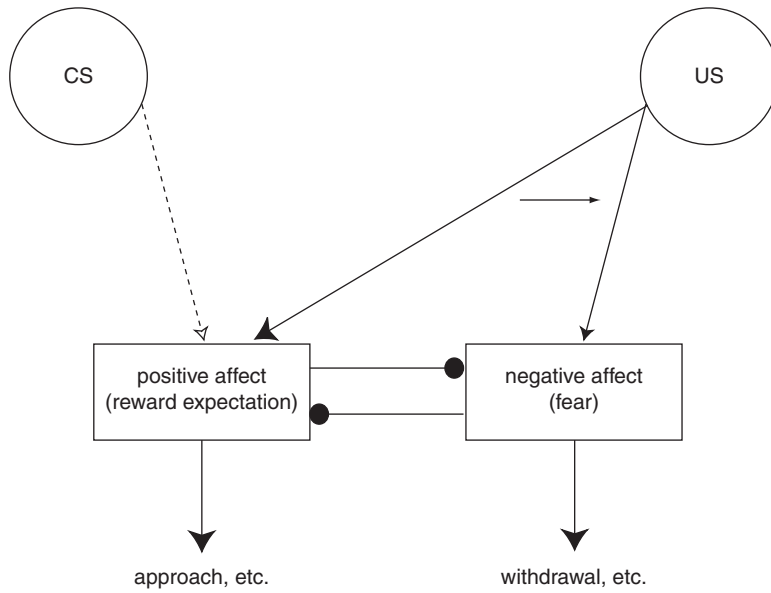 CS
US
positive affect
(reward expectation)
negative affect
(fear)
approach, etc.
withdrawal, etc.